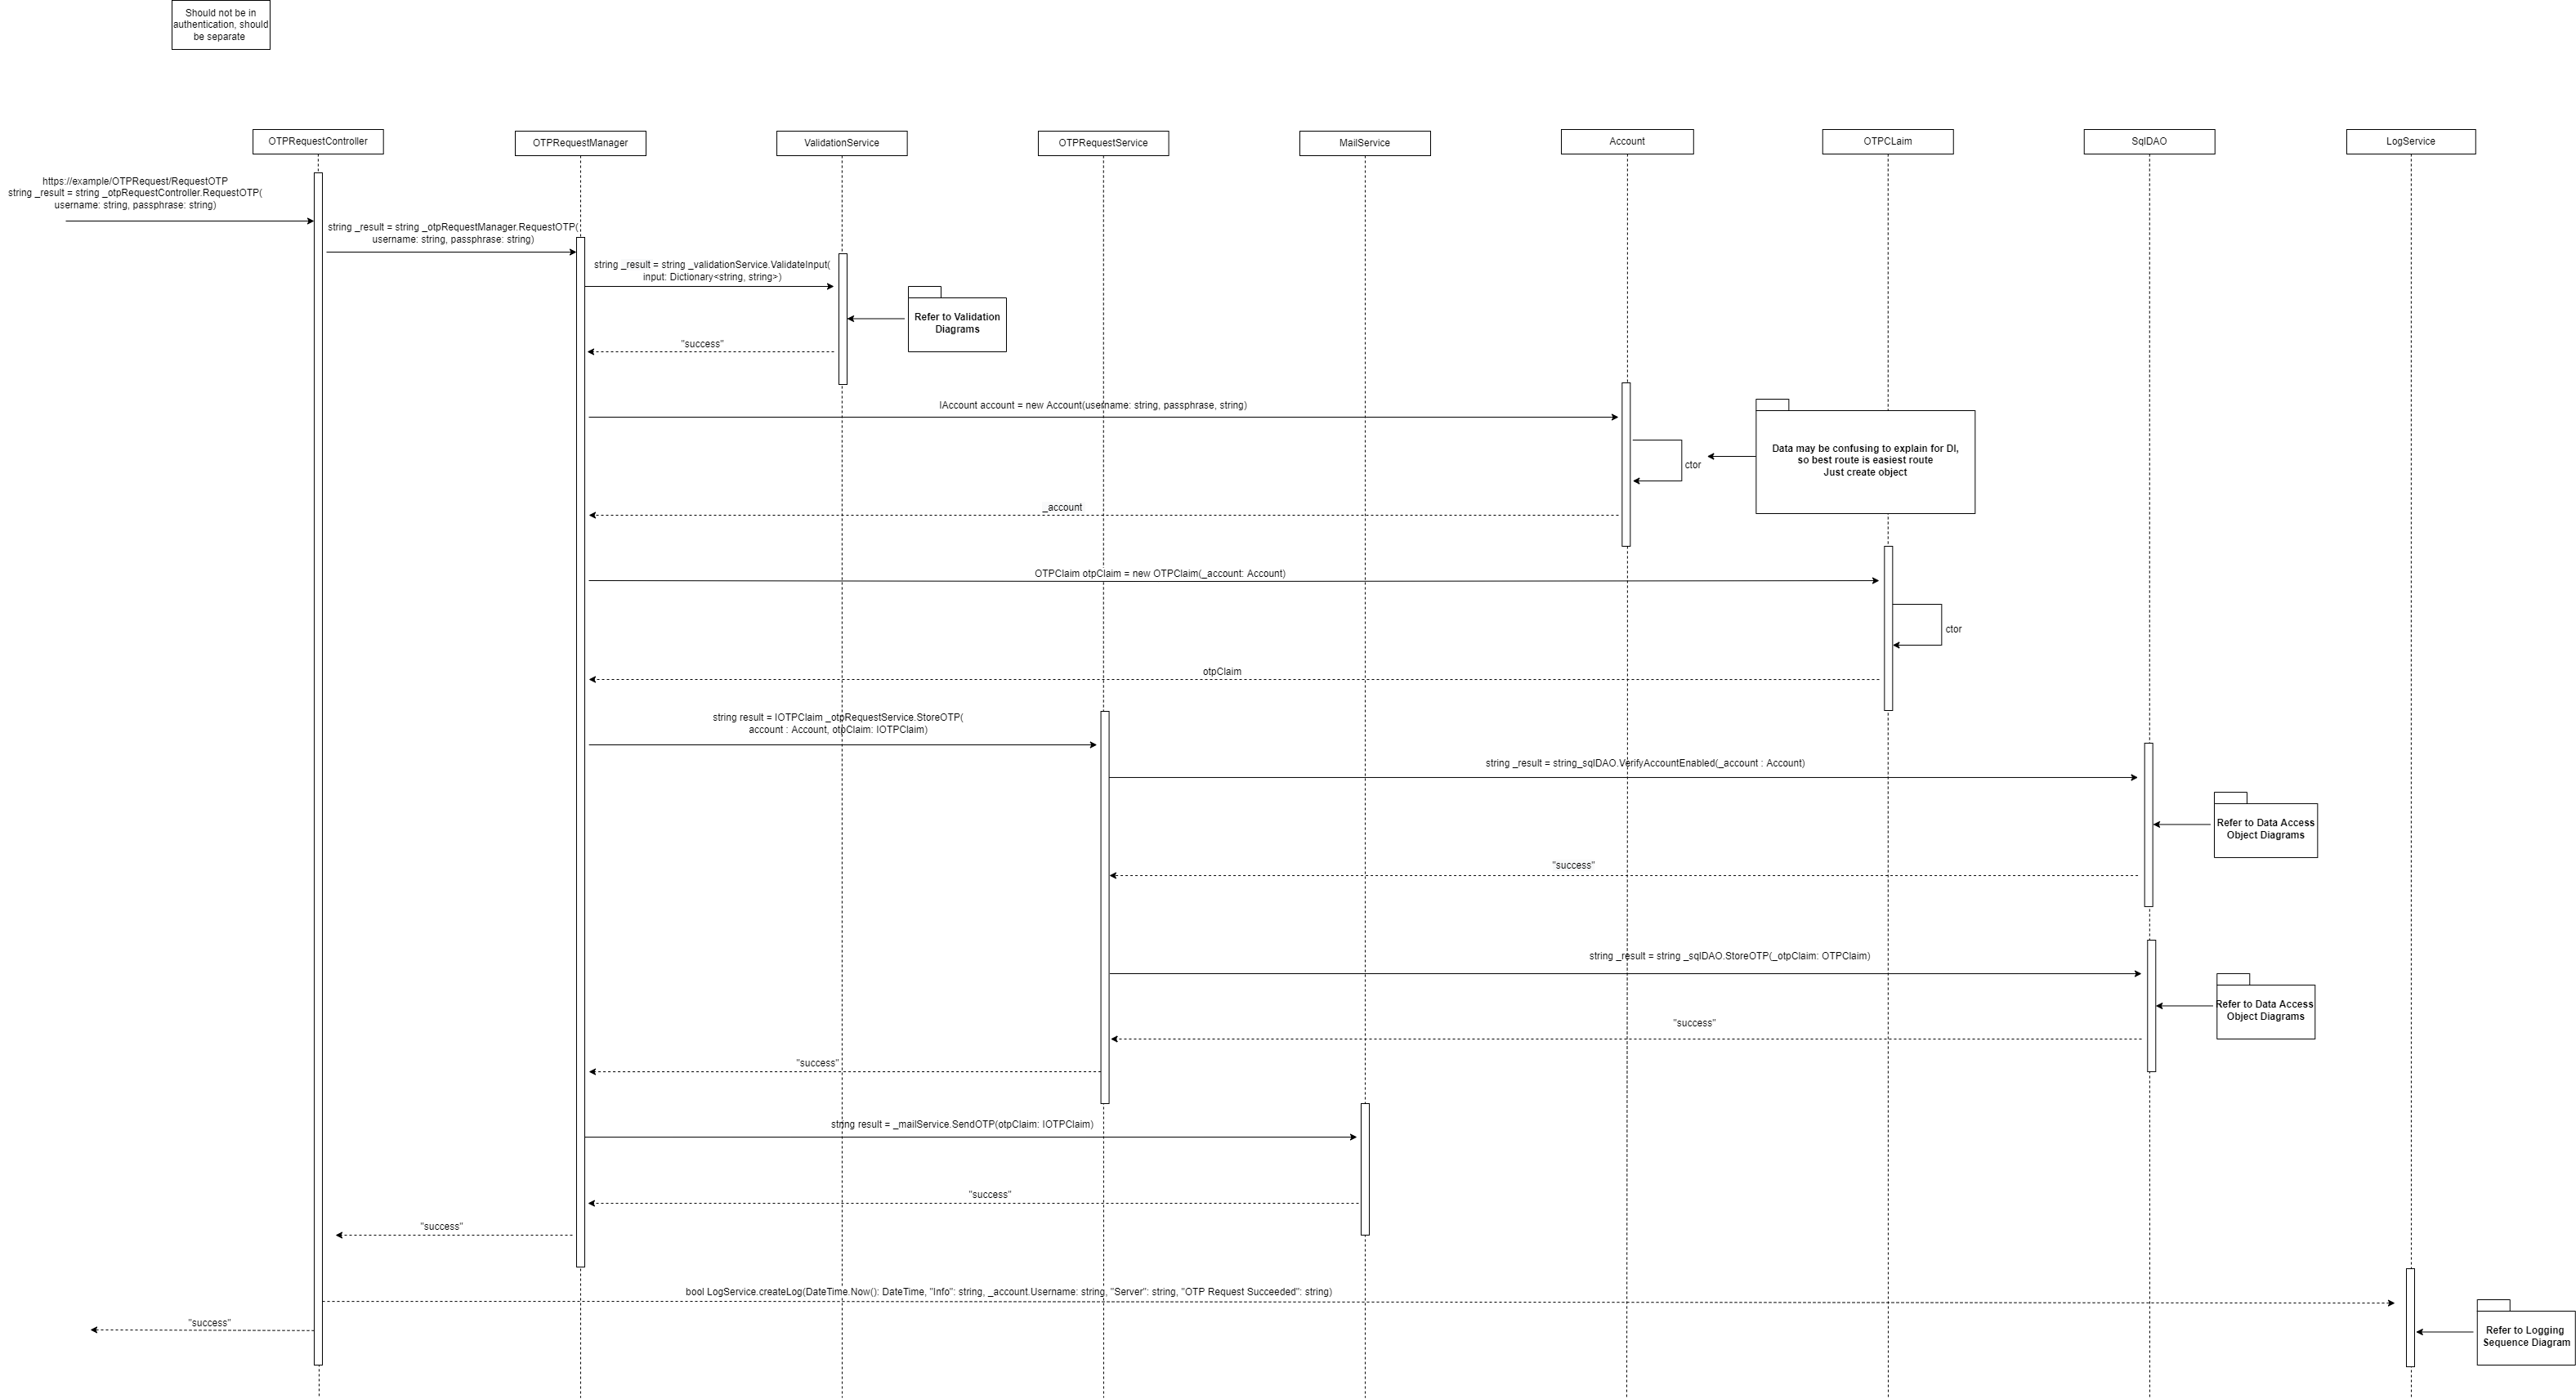 Should not be in
authentication, should
be separate
OTPRequestController
OTPRequestManager
ValidationService
OTPRequestService
MailService
Account
OTPCLaim
SqlDAO
LogService
https://example/OTPRequest/RequestOTP
string _result = string _otpRequestController.RequestOTP(
username: string, passphrase: string)
string _result = string _otpRequestManager.RequestOTP(
username: string, passphrase: string)
string _result = string _validationService.ValidateInput(
input: Dictionary<string, string>)
Refer to Validation
Diagrams
"success"
IAccount account = new Account(username: string, passphrase, string)
Data may be confusing to explain for DI,
so best route is easiest route
Just create object
ctor
_account
OTPClaim otpClaim = new OTPClaim(_account: Account)
ctor
otpClaim
string result = IOTPClaim _otpRequestService.StoreOTP(
account : Account, otpClaim: IOTPClaim)
string _result = string_sqlDAO.VerifyAccountEnabled(_account : Account)
Refer to Data Access
Object Diagrams
"success"
string _result = string _sqlDAO.StoreOTP(_otpClaim: OTPClaim)
Refer to Data Access
Object Diagrams
"success"
"success"
string result = _mailService.SendOTP(otpClaim: IOTPClaim)
"success"
"success"
bool LogService.createLog(DateTime.Now(): DateTime, "Info": string, _account.Username: string, "Server": string, "OTP Request Succeeded": string)
"success"
Refer to Logging
Sequence Diagram